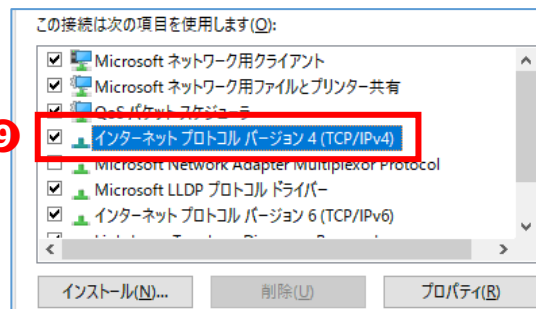 この接続は次の項目を使用します(O):
Microsoft ネットワーク用クライアント
Microsoft ネットワーク用ファイルとプリンター共有
QoS パケット スケジューラ
9
インターネット プロトコル バージョン 4 (TCP/IPv4)
Microsoft Network Adapter Multiplexor Protocol
Microsoft LLDP プロトコル ドライバー
インターネット プロトコル バージョン 6 (TCP/IPv6)
インストール(N)...
削除(U)
プロパティ(R)